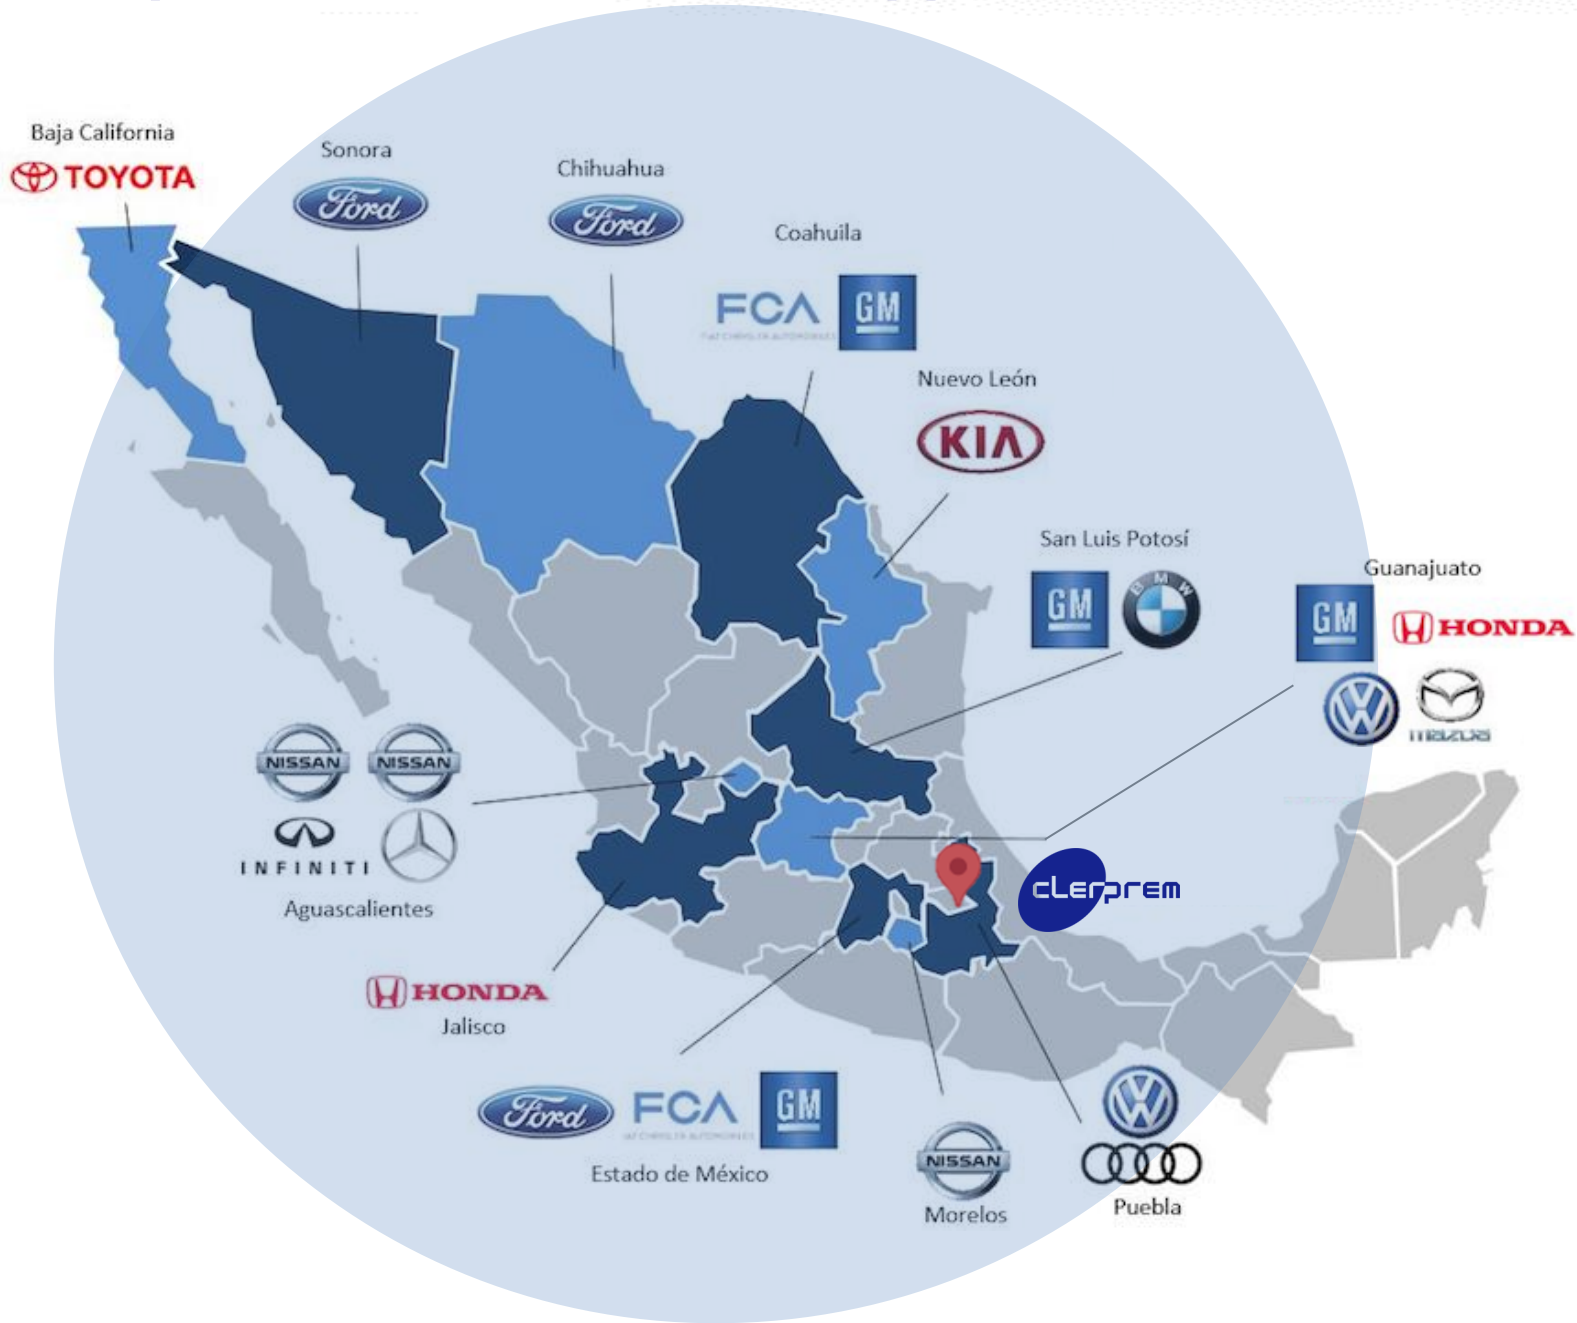 Baja California
TOYOTA
Sonora
Ford
Chihuahua
Ford
Coahuila
FCA
GM
Nuevo León
KIA
San Luis Potosí
GM
BMW
Guanajuato
GM
HONDA
VW
mazda
NISSAN
NISSAN
INFINITI
Aguascalientes
cLerprem
HONDA
Jalisco
Ford
FCA
GM
Estado de México
NISSAN
Morelos
VW
Puebla